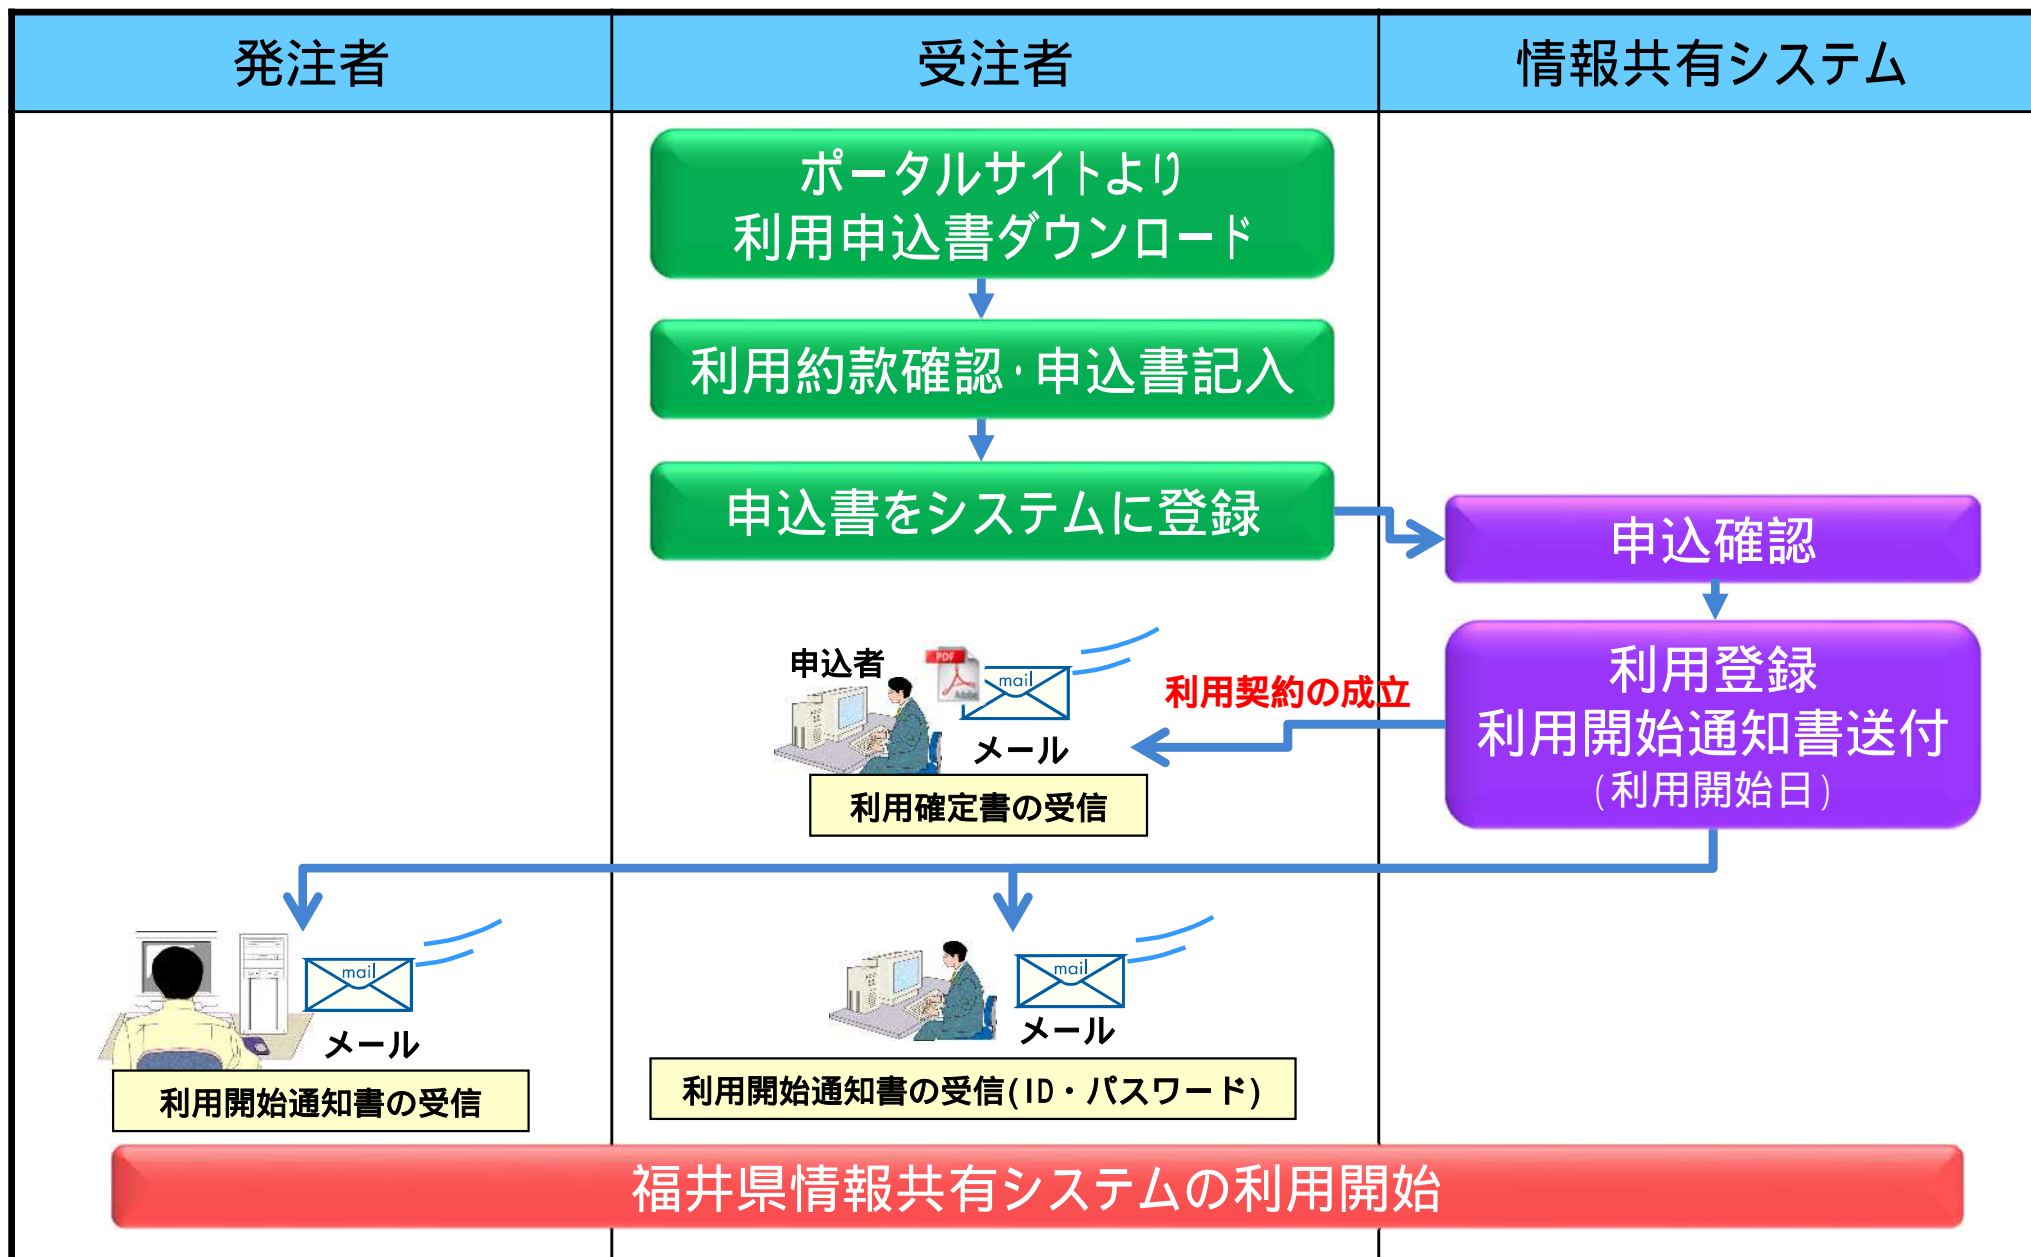 発注者
受注者
情報共有システム
ポータルサイトより
利用申込書ダウンロード
利用約款確認・申込書記入
申込書をシステムに登録
申込確認
利用登録
利用開始通知書送付
(利用開始日)
利用契約の成立
申込者
PDF
Adobe
mail
メール
利用確定書の受信
mail
メール
利用開始通知書の受信
mail
メール
利用開始通知書の受信(ID・パスワード)
福井県情報共有システムの利用開始